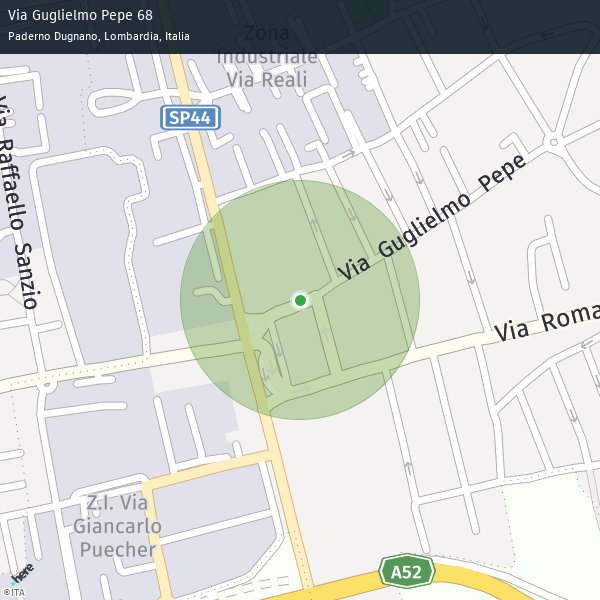 Via Guglielmo Pepe 68
Paderno Dugnano, Lombardia, Italia
Zona
Industriale
Via Reali
SP44
Via Raffaello Sanzio
Via Guglielmo Pepe
Via Roma
Z.I. Via
Giancarlo
Puecher
A52
here
©ITA